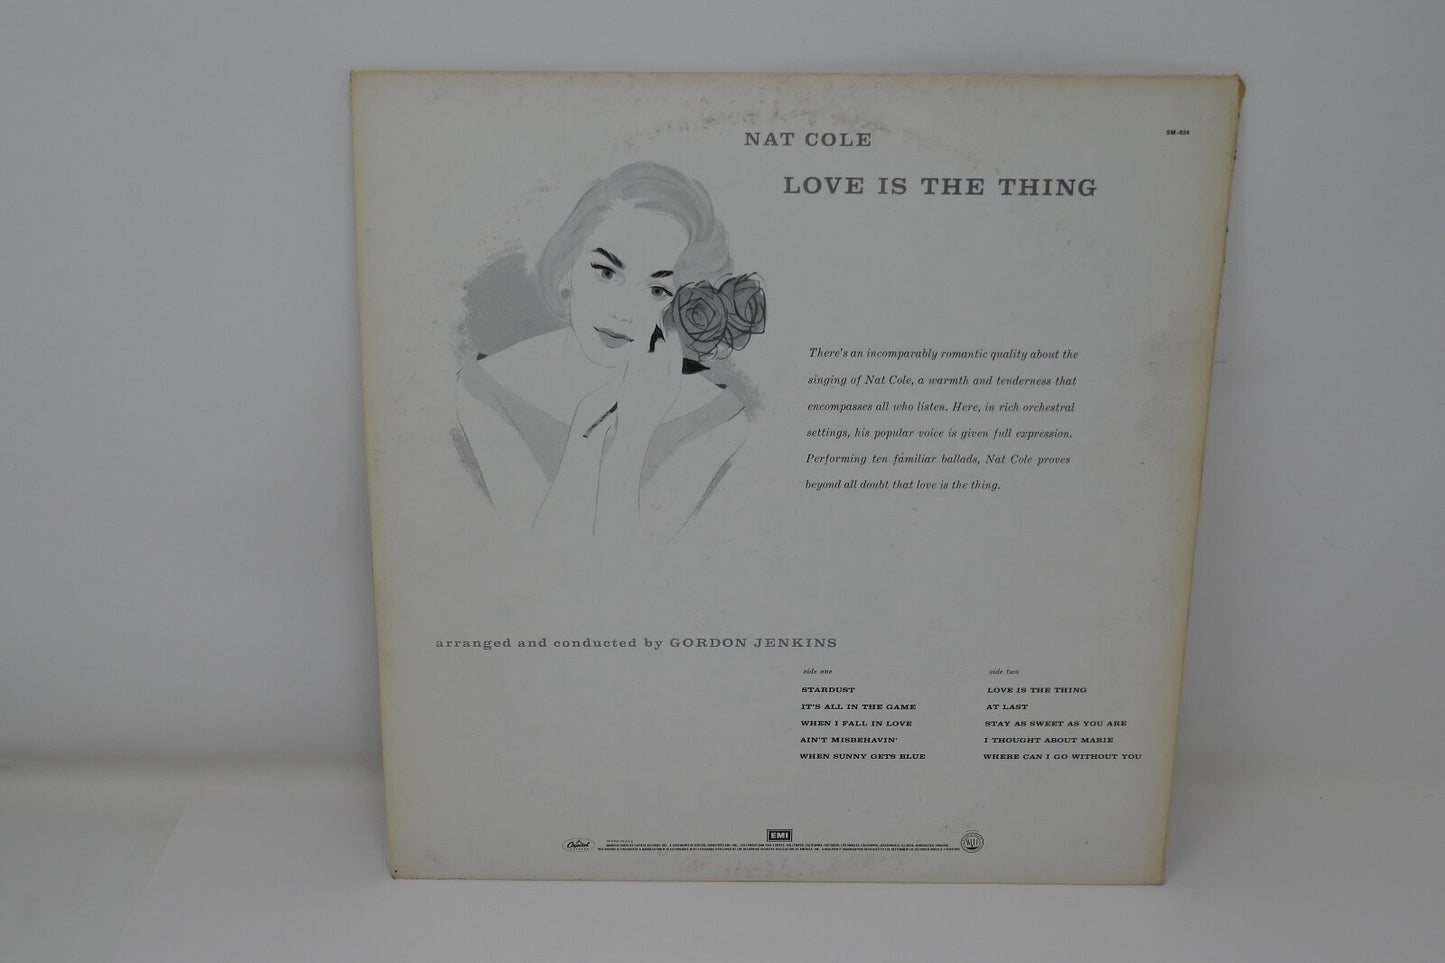 SM-824
NAT COLE
LOVE IS THE THING
There's an incomparably romantic quality about the
singing of Nat Cole, a warmth and tenderness that
encompasses all who listen. Here, in rich orchestral
settings, his popular voice is given full expression.
Performing ten familiar ballads, Nat Cole proves
beyond all doubt that love is the thing.
arranged and conducted by GORDON JENKINS
side one
STARDUST
IT'S ALL IN THE GAME
WHEN I FALL IN LOVE
AIN'T MISBEHAVIN'
WHEN SUNNY GETS BLUE
side two
LOVE IS THE THING
AT LAST
STAY AS SWEET AS YOU ARE
I THOUGHT ABOUT MARIE
WHERE CAN I GO WITHOUT YOU
EMI
Capitol